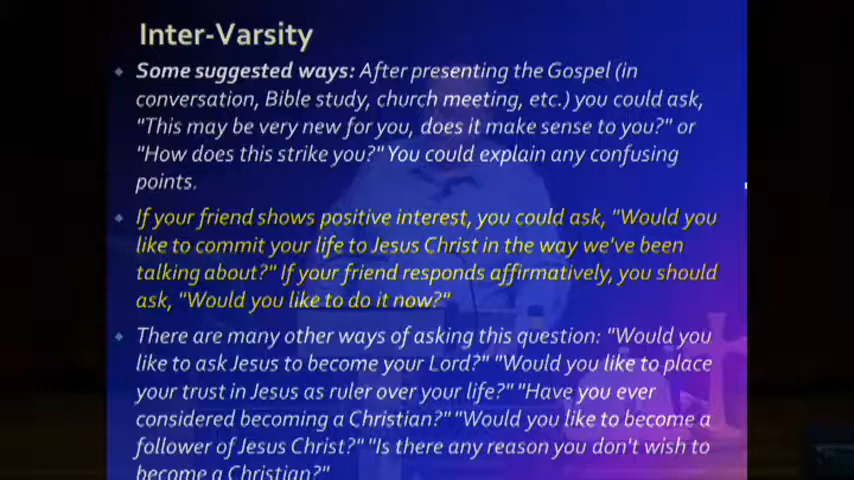 Inter-Varsity
Some suggested ways: After presenting the Gospel (in
conversation, Bible study, church meeting, etc.) you could ask,
"This may be very new for you, does it make sense to you?" or
"How does this strike you?" You could explain any confusing
points.
If your friend shows positive interest, you could ask, "Would you
like to commit your life to Jesus Christ in the way we've been
talking about?" If your friend responds affirmatively, you should
ask, "Would you like to do it now?"
There are many other ways of asking this question: "Would you
like to ask Jesus to become your Lord?" "Would you like to place
your trust in Jesus as ruler over your life?" "Have you ever
considered becoming a Christian?" "Would you like to become a
follower of Jesus Christ?" "Is there any reason you don't wish to
become a Christian?"